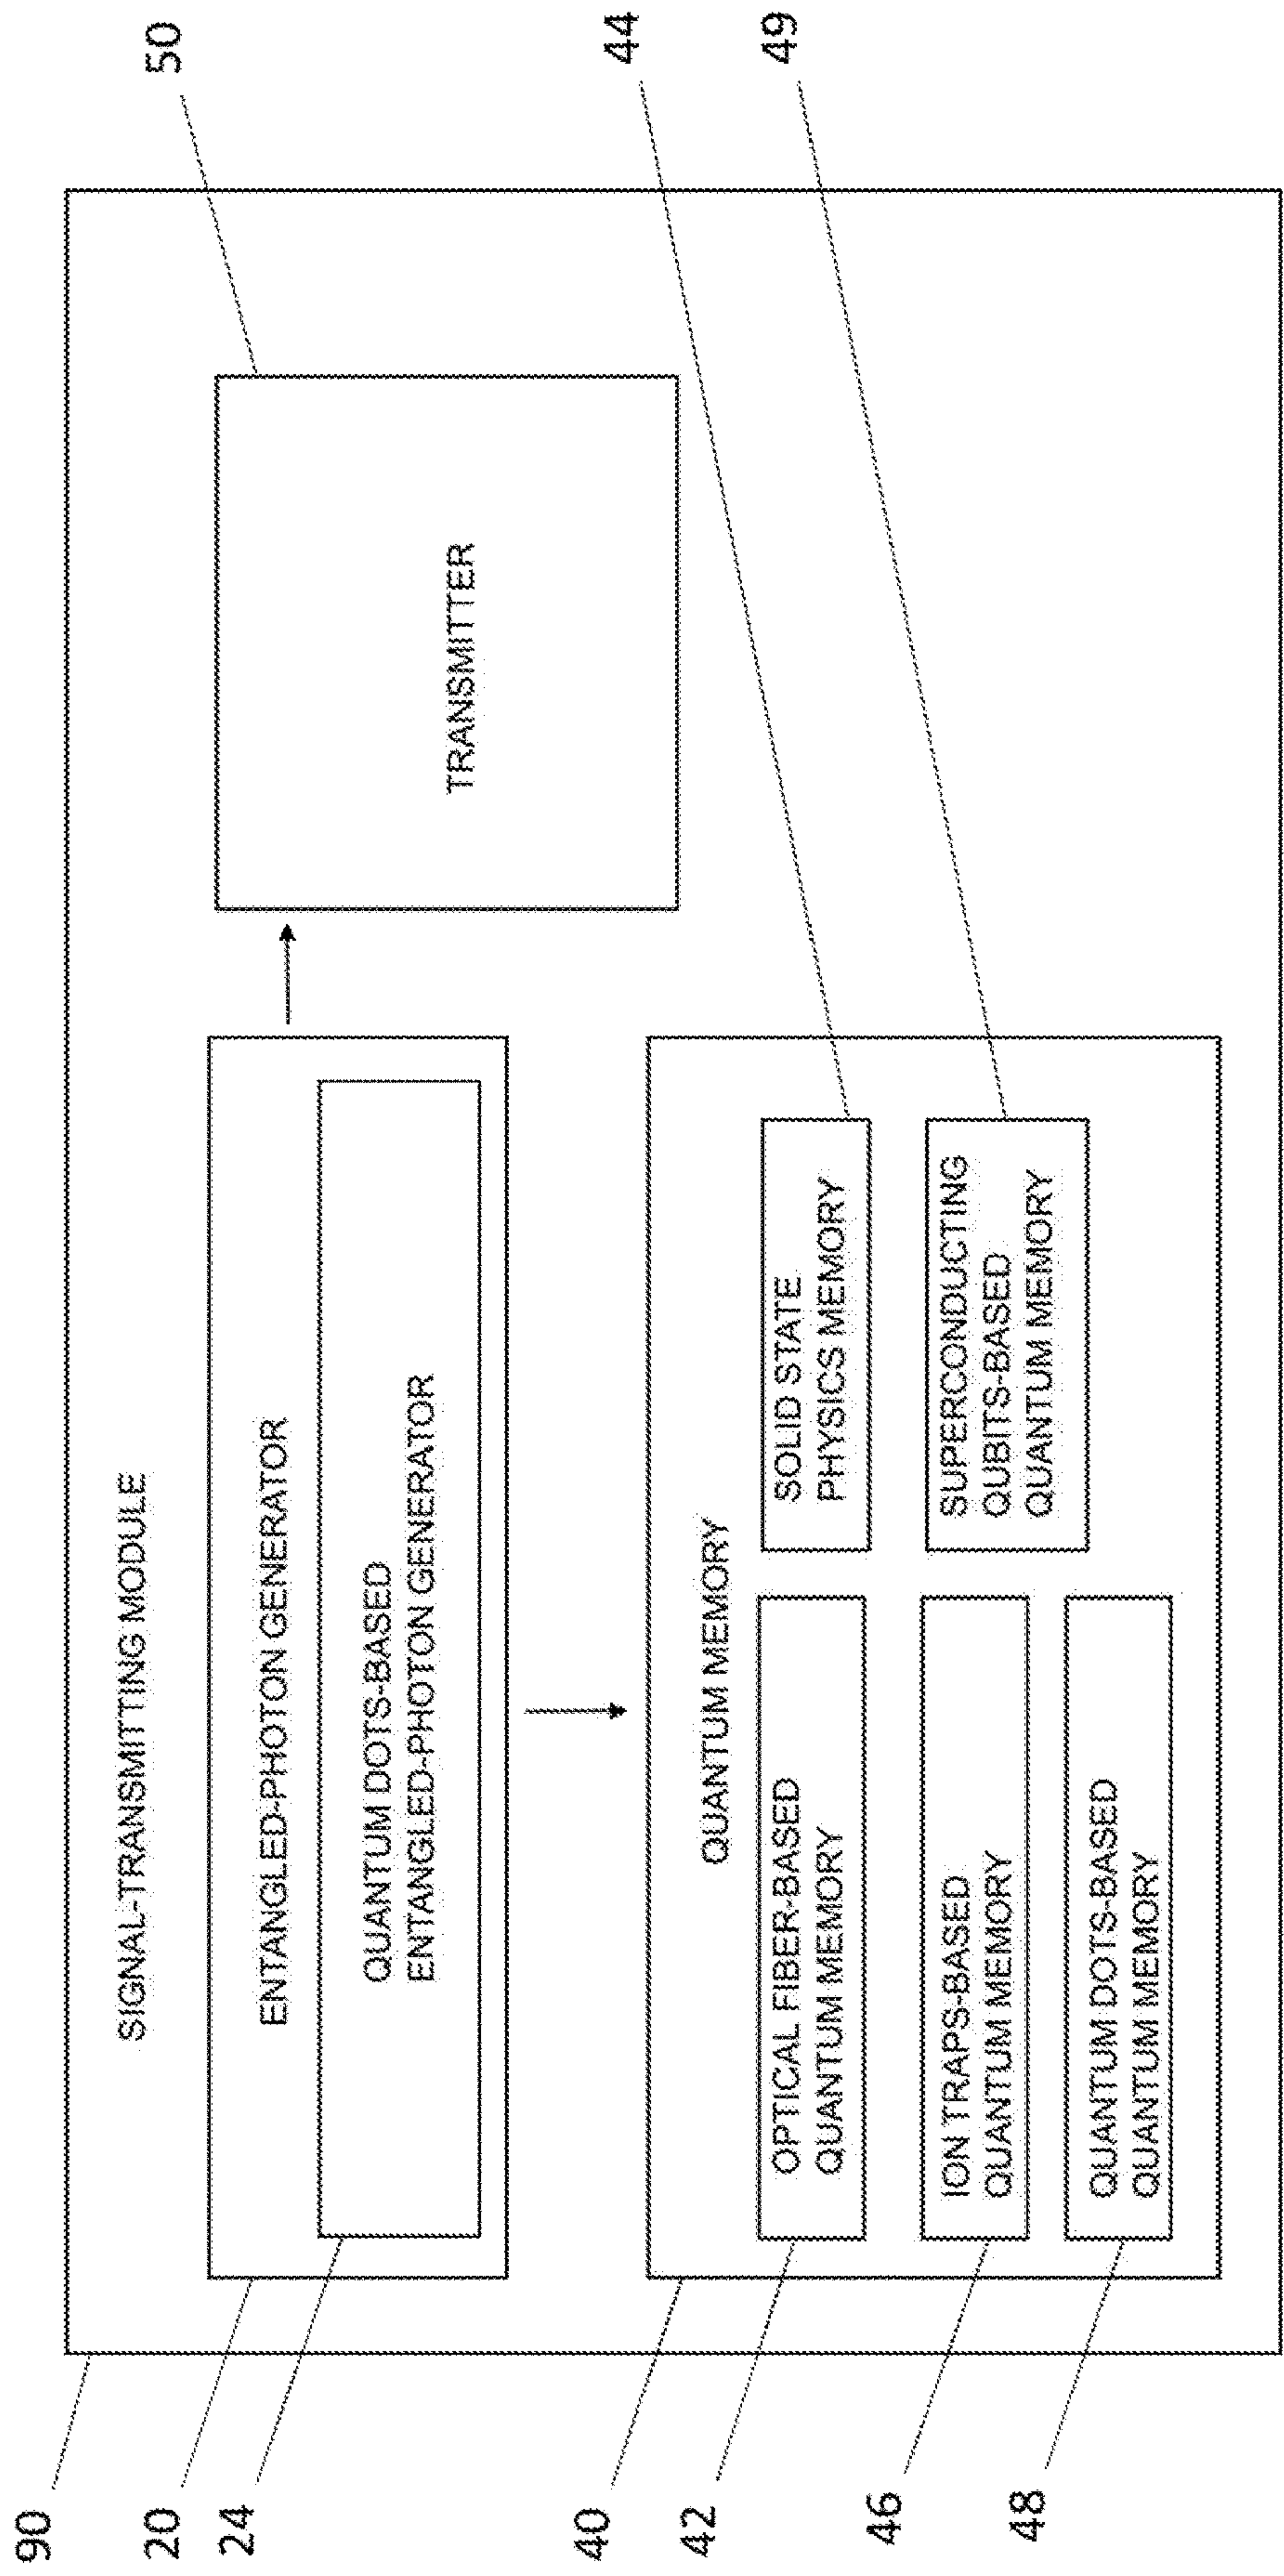 90
SIGNAL-TRANSMITTING MODULE
20
ENTANGLED-PHOTON GENERATOR
24
QUANTUM DOTS-BASED
ENTANGLED-PHOTON GENERATOR
50
TRANSMITTER
40
QUANTUM MEMORY
42
OPTICAL FIBER-BASED
QUANTUM MEMORY
44
SOLID STATE
PHYSICS MEMORY
46
ION TRAPS-BASED
QUANTUM MEMORY
49
SUPERCONDUCTING
QUBITS-BASED
QUANTUM MEMORY
48
QUANTUM DOTS-BASED
QUANTUM MEMORY